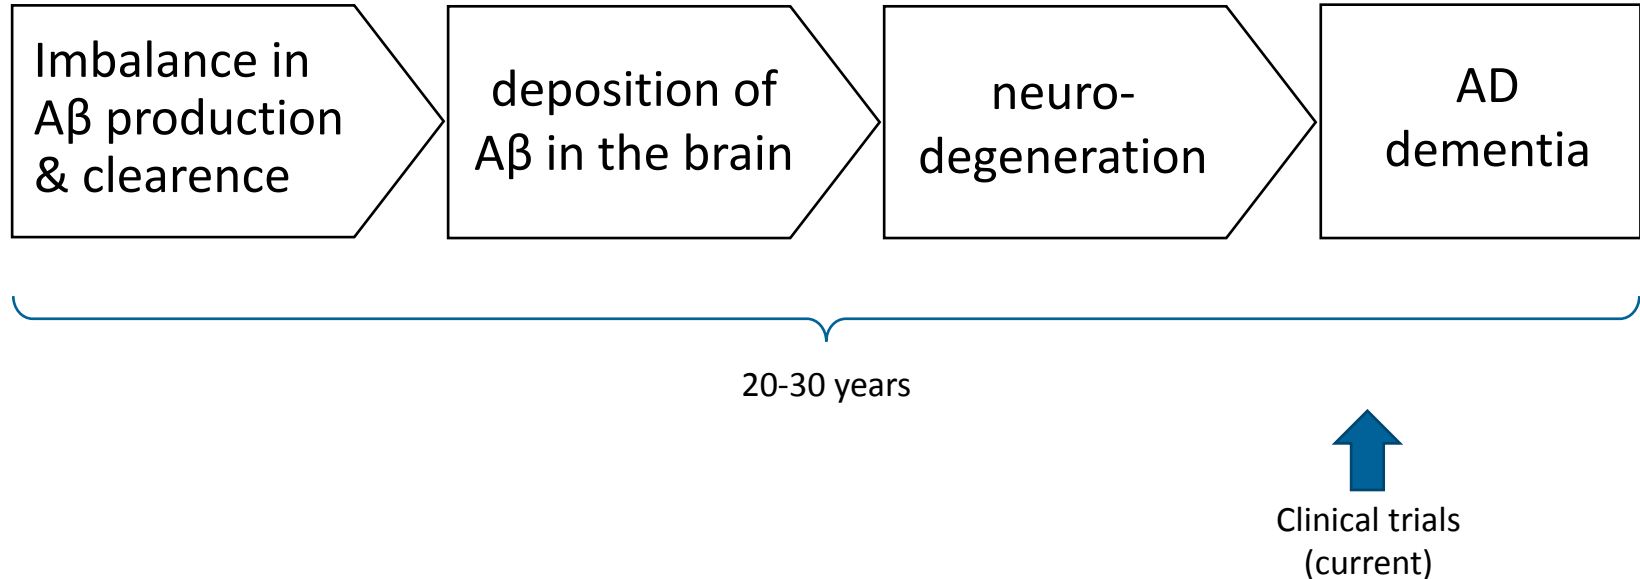 Imbalance in
Aβ production
& clearence
deposition of
Aβ in the brain
neuro-
degeneration
AD
dementia
20-30 years
Clinical trials
(current)